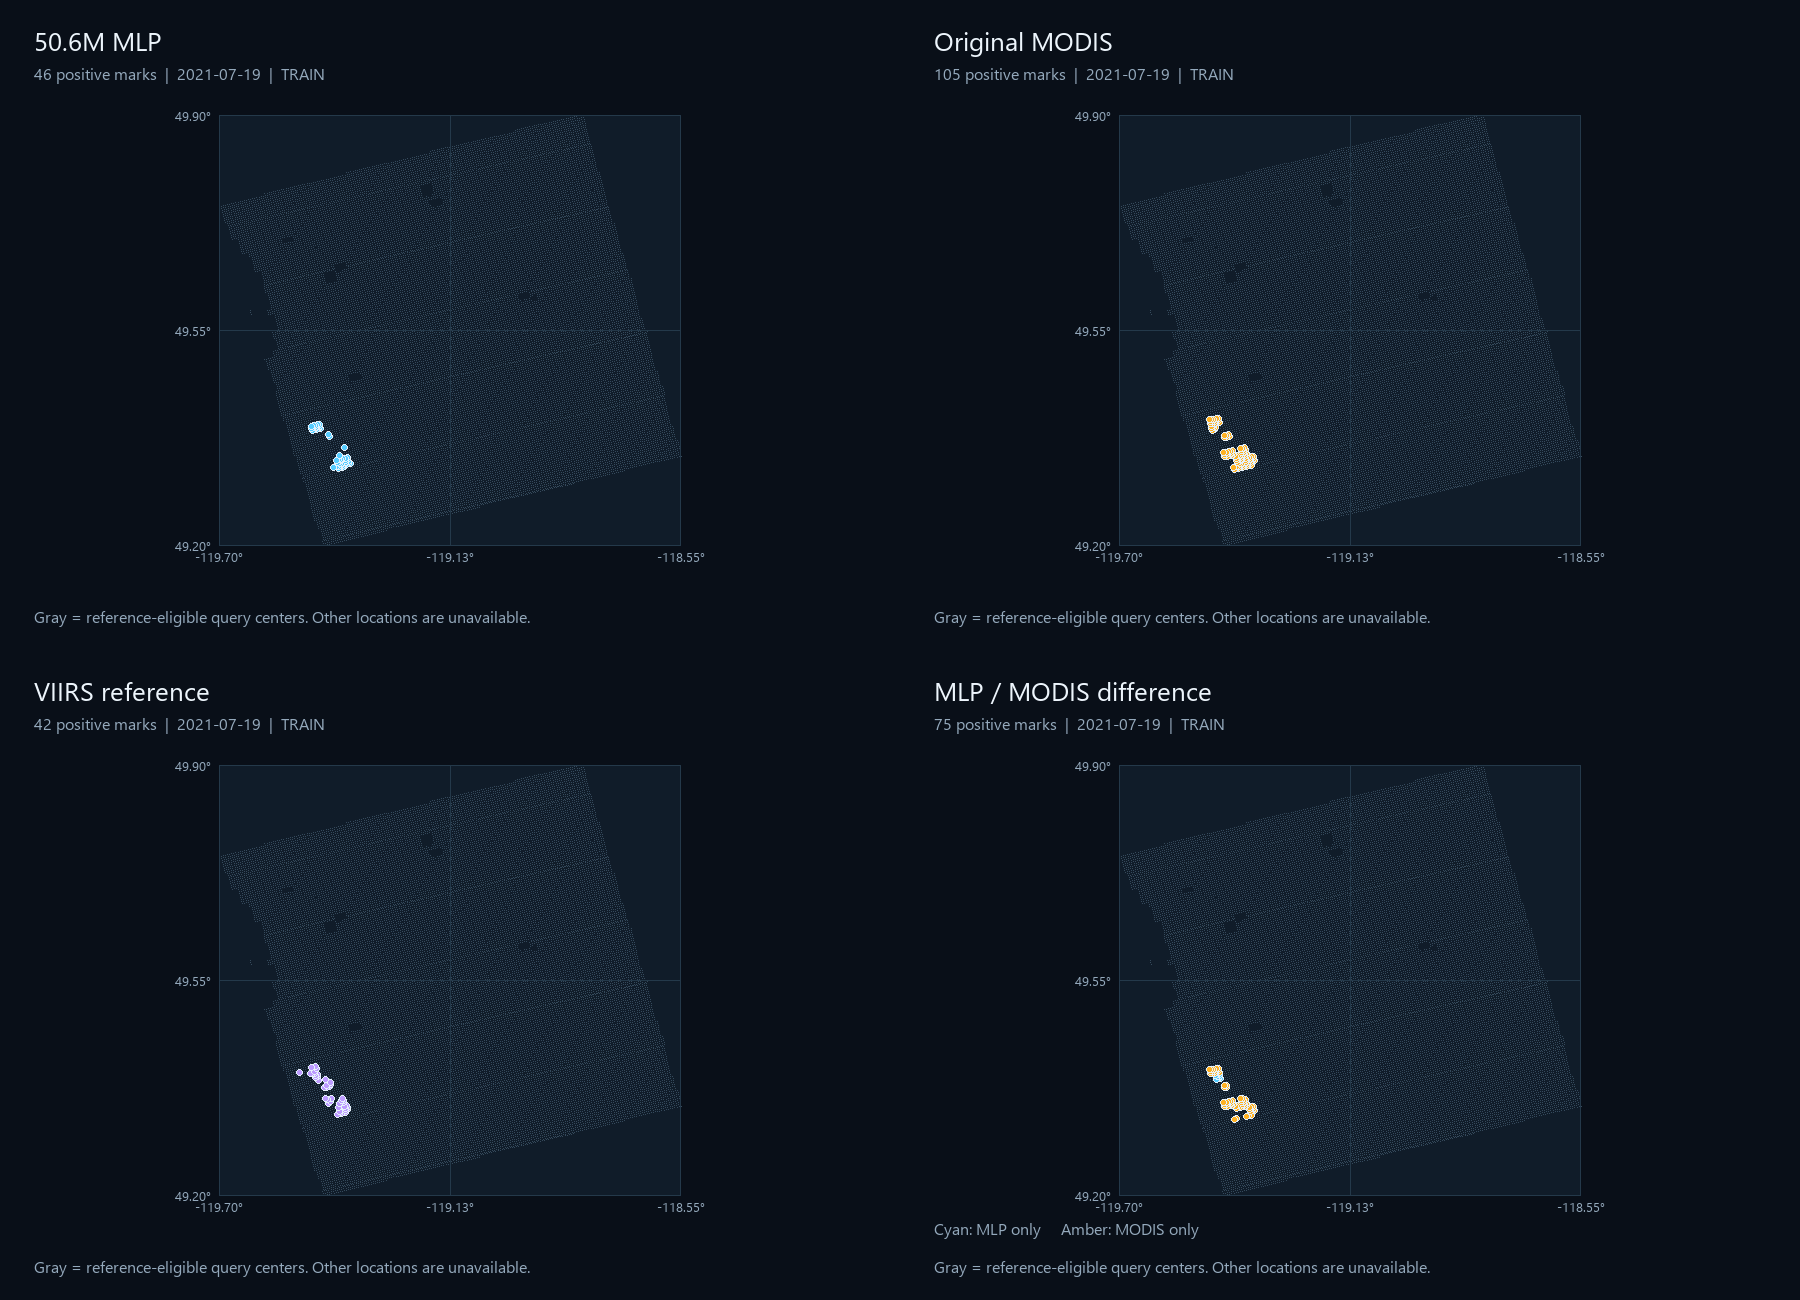 50.6M MLP
46 positive marks | 2021-07-19 | TRAIN
49.90°
49.55°
49.20°
-119.70°
-119.13°
-118.55°
Gray = reference-eligible query centers. Other locations are unavailable.
Original MODIS
105 positive marks | 2021-07-19 | TRAIN
49.90°
49.55°
49.20°
-119.70°
-119.13°
-118.55°
Gray = reference-eligible query centers. Other locations are unavailable.
VIIRS reference
42 positive marks | 2021-07-19 | TRAIN
49.90°
49.55°
49.20°
-119.70°
-119.13°
-118.55°
Gray = reference-eligible query centers. Other locations are unavailable.
MLP / MODIS difference
75 positive marks | 2021-07-19 | TRAIN
49.90°
49.55°
49.20°
-119.70°
-119.13°
-118.55°
Cyan: MLP only Amber: MODIS only
Gray = reference-eligible query centers. Other locations are unavailable.